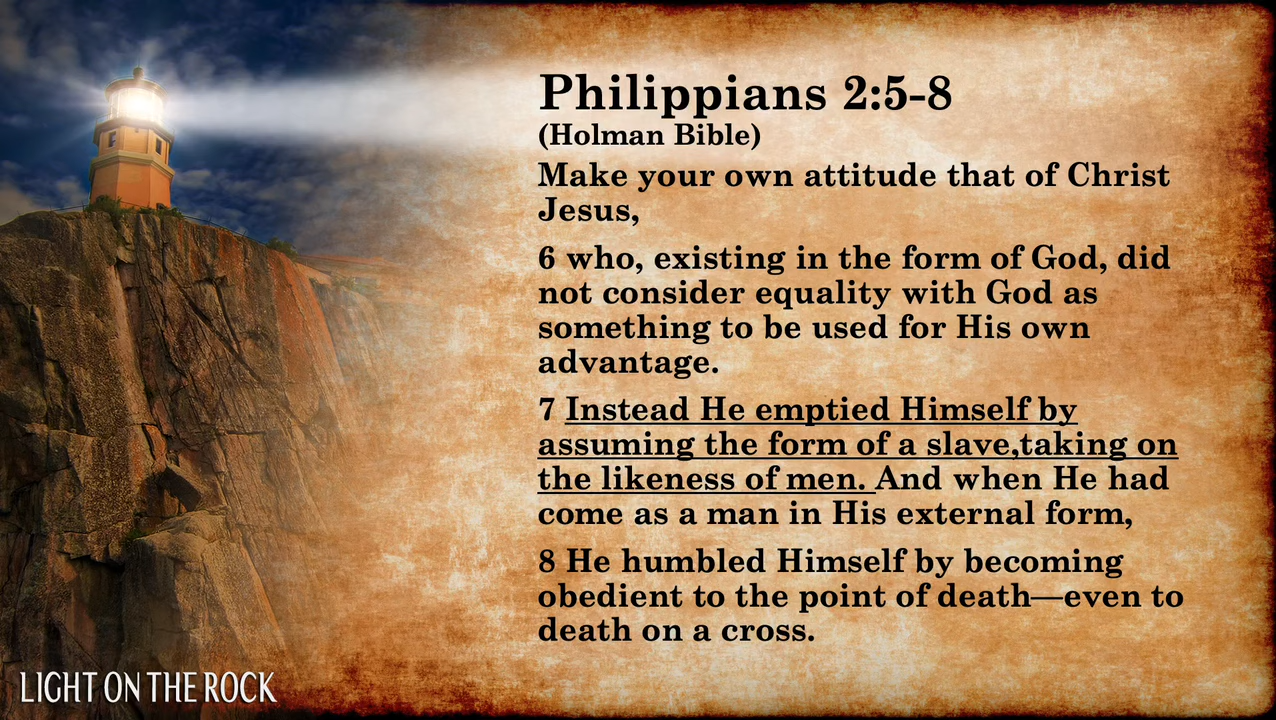 Philippians 2:5-8
(Holman Bible)
Make your own attitude that of Christ
Jesus,
6 who, existing in the form of God, did
not consider equality with God as
something to be used for His own
advantage.
7 Instead He emptied Himself by
assuming the form of a slave,taking on
the likeness of men. And when He had
come as a man in His external form,
8 He humbled Himself by becoming
obedient to the point of death—even to
death on a cross.
LIGHT ON THE ROCK